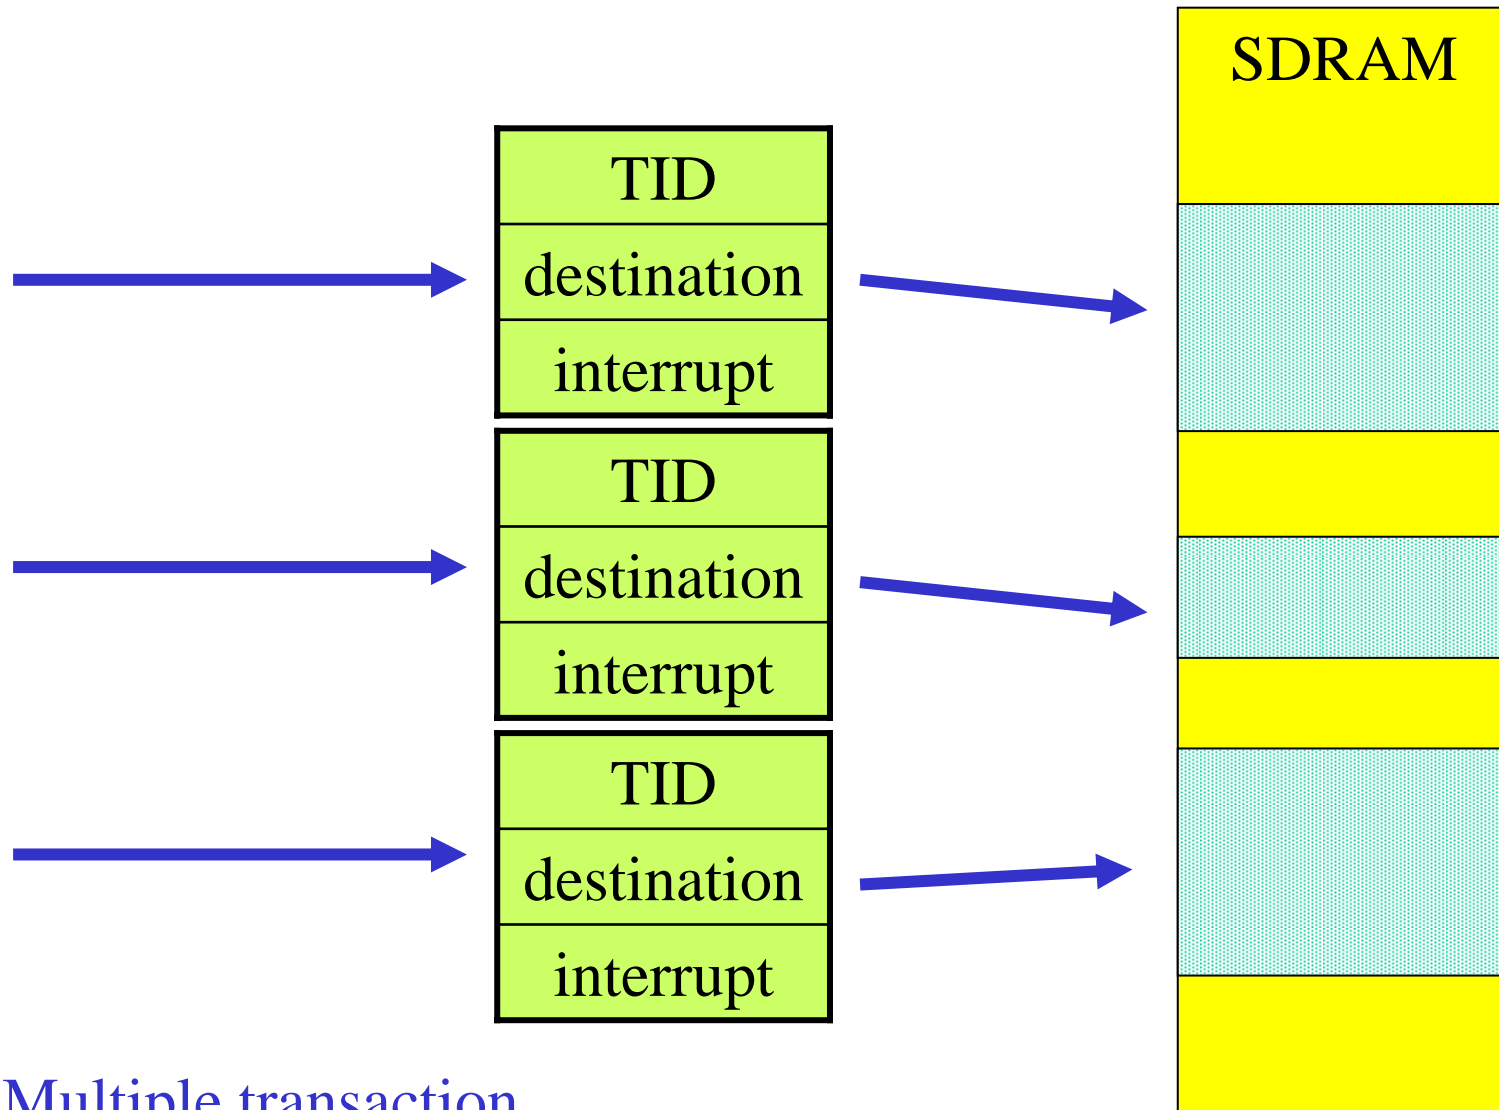 SDRAM
TID
destination
interrupt
TID
destination
interrupt
TID
destination
interrupt
Multiple transaction